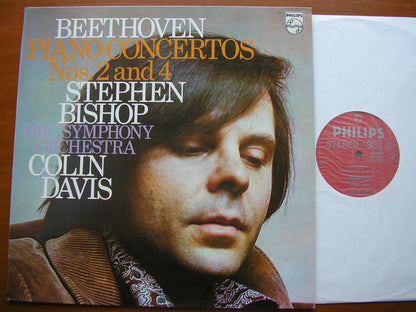 BEETHOVEN
PIANO CONCERTOS
Nos. 2 and 4
STEPHEN
BISHOP
BBC SYMPHONY
ORCHESTRA
COLIN
DAVIS
PHILIPS
PHILIPS
STEREO